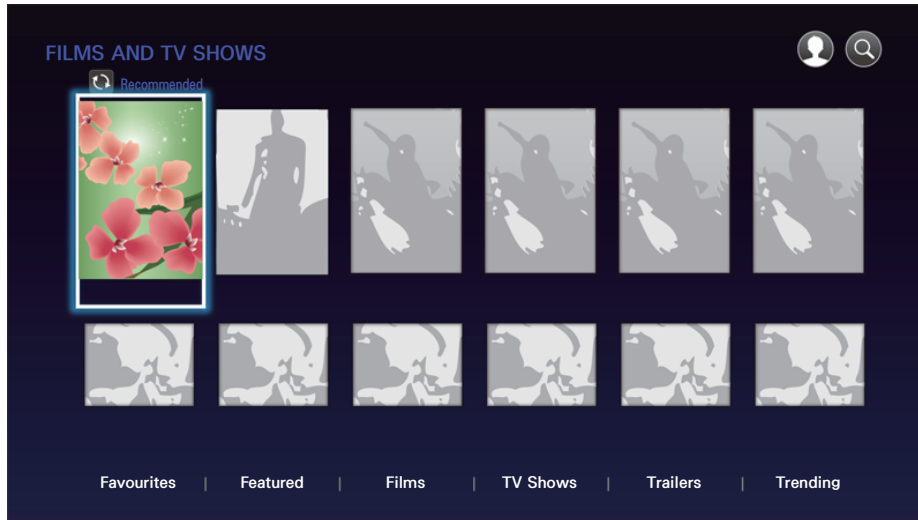 FILMS AND TV SHOWS
Recommended
Favourites | Featured | Films | TV Shows | Trailers | Trending